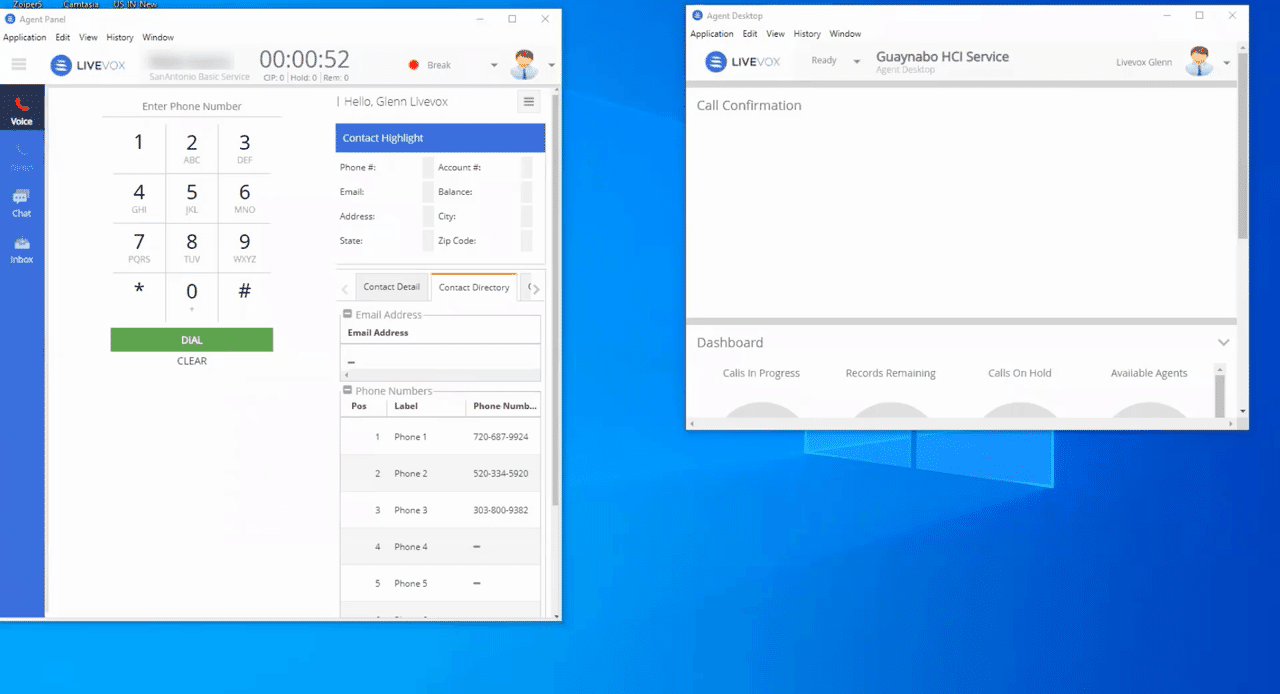 Zoiper5 Camtasia US_IN_New
Agent Panel
Application Edit View History Window
LIVEVOX
SanAntonio Basic Service
00:00:52
CIP: 0 | Hold: 0 | Rem: 0
Break
Voice
Chat
Inbox
Enter Phone Number
1
2
ABC
3
DEF
4
GHI
5
JKL
6
MNO
7
PQRS
8
TUV
9
WXYZ
*
0
+
#
DIAL
CLEAR
| Hello, Glenn Livevox
Contact Highlight
Phone #: Account #:
Email: Balance:
Address: City:
State: Zip Code:
Contact Detail Contact Directory
Email Address
Email Address
—
Phone Numbers
Pos Label Phone Numb...
1 Phone 1 720-687-9924
2 Phone 2 520-334-5920
3 Phone 3 303-800-9382
4 Phone 4 —
5 Phone 5 —
Agent Desktop
Application Edit View History Window
LIVEVOX
Ready
Guaynabo HCI Service
Agent Desktop
Livevox Glenn
Call Confirmation
Dashboard
Calls In Progress Records Remaining Calls On Hold Available Agents